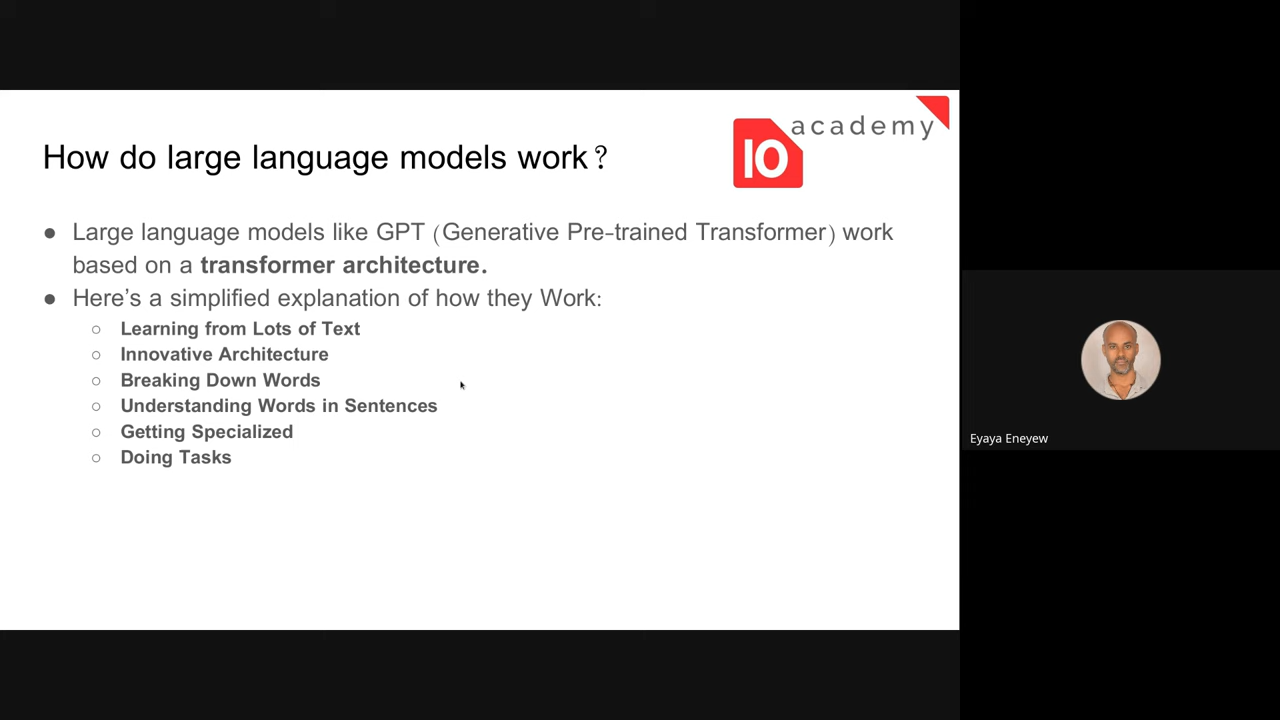 academy
10
How do large language models work?
● Large language models like GPT (Generative Pre-trained Transformer) work
based on a transformer architecture.
● Here's a simplified explanation of how they Work:
○ Learning from Lots of Text
○ Innovative Architecture
○ Breaking Down Words
○ Understanding Words in Sentences
○ Getting Specialized
○ Doing Tasks
Eyaya Eneyew